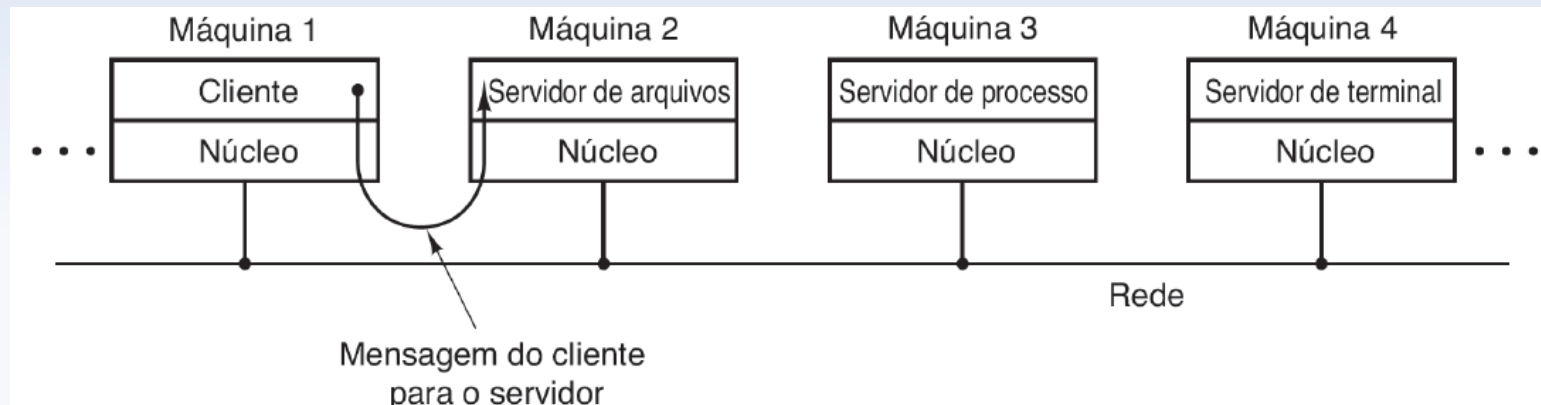 Máquina 1
Máquina 2
Máquina 3
Máquina 4
Cliente
Servidor de arquivos
Servidor de processo
Servidor de terminal
Núcleo
Núcleo
Núcleo
Núcleo
Rede
Mensagem do cliente
para o servidor